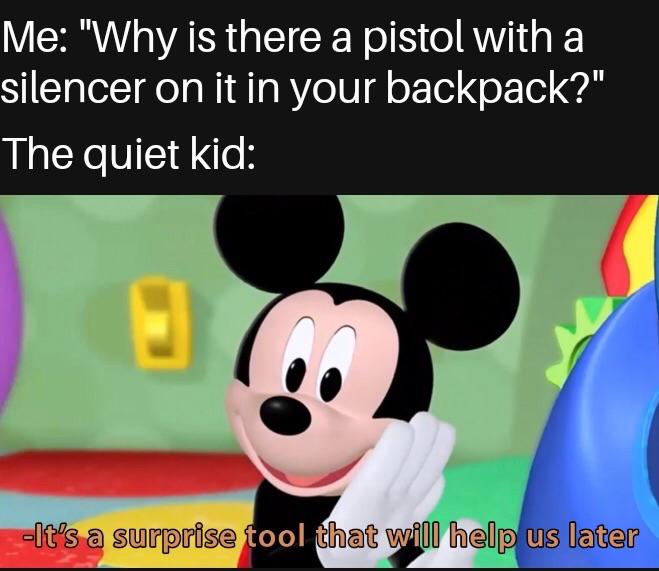 Me: "Why is there a pistol with a
silencer on it in your backpack?"
The quiet kid:
-It's a surprise tool that will help us later